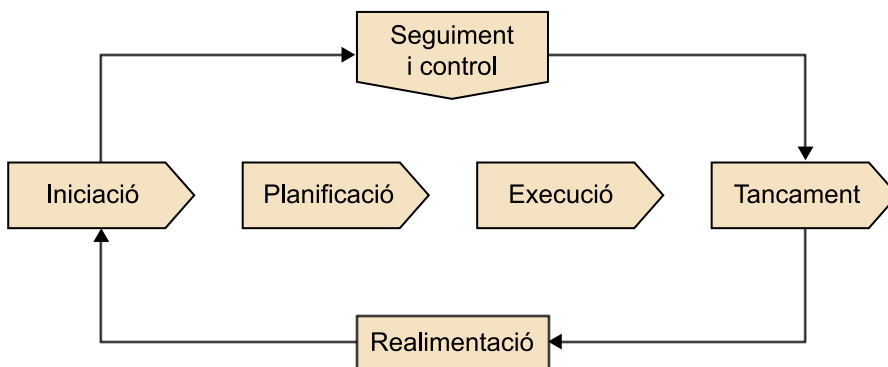 Seguiment
i control
Iniciació
Planificació
Execució
Tancament
Realimentació